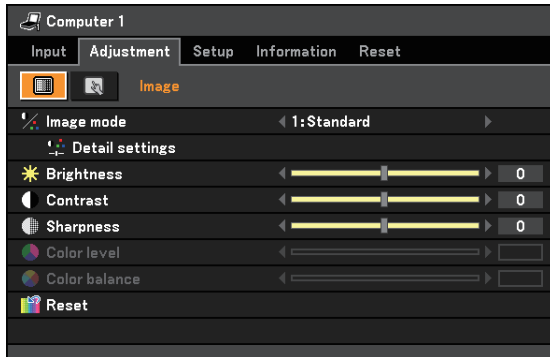 Computer 1
Input Adjustment Setup Information Reset
Image
Image mode 1:Standard
Detail settings
Brightness 0
Contrast 0
Sharpness 0
Color level
Color balance
Reset